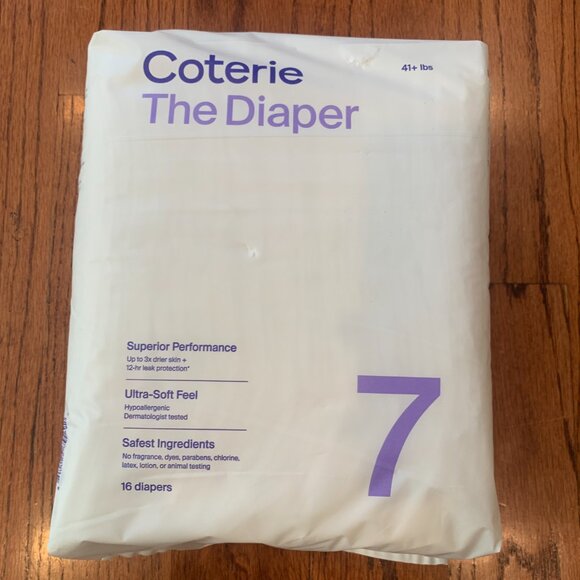 Coterie
41+ lbs
The Diaper
Superior Performance
Up to 3x drier skin +
12-hr leak protection*
Ultra-Soft Feel
Hypoallergenic
Dermatologist tested
Safest Ingredients
No fragrance, dyes, parabens, chlorine,
latex, lotion, or animal testing
16 diapers
7